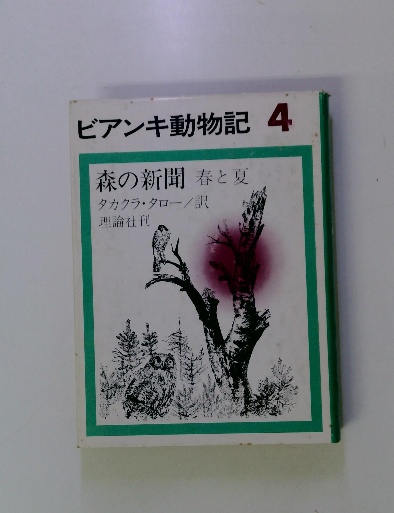 ビアンキ動物記 4
森の新聞 春と夏
タカクラ・タロー/訳
理論社刊